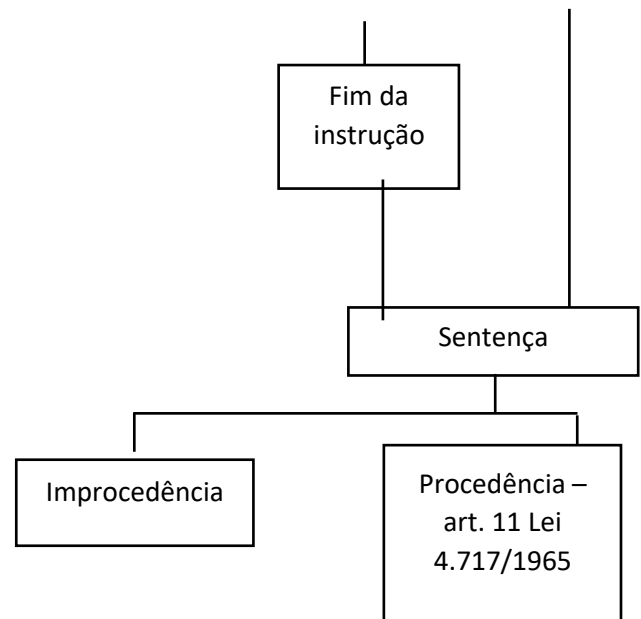 Fim da
instrução
Sentença
Improcedência
Procedência –
art. 11 Lei
4.717/1965